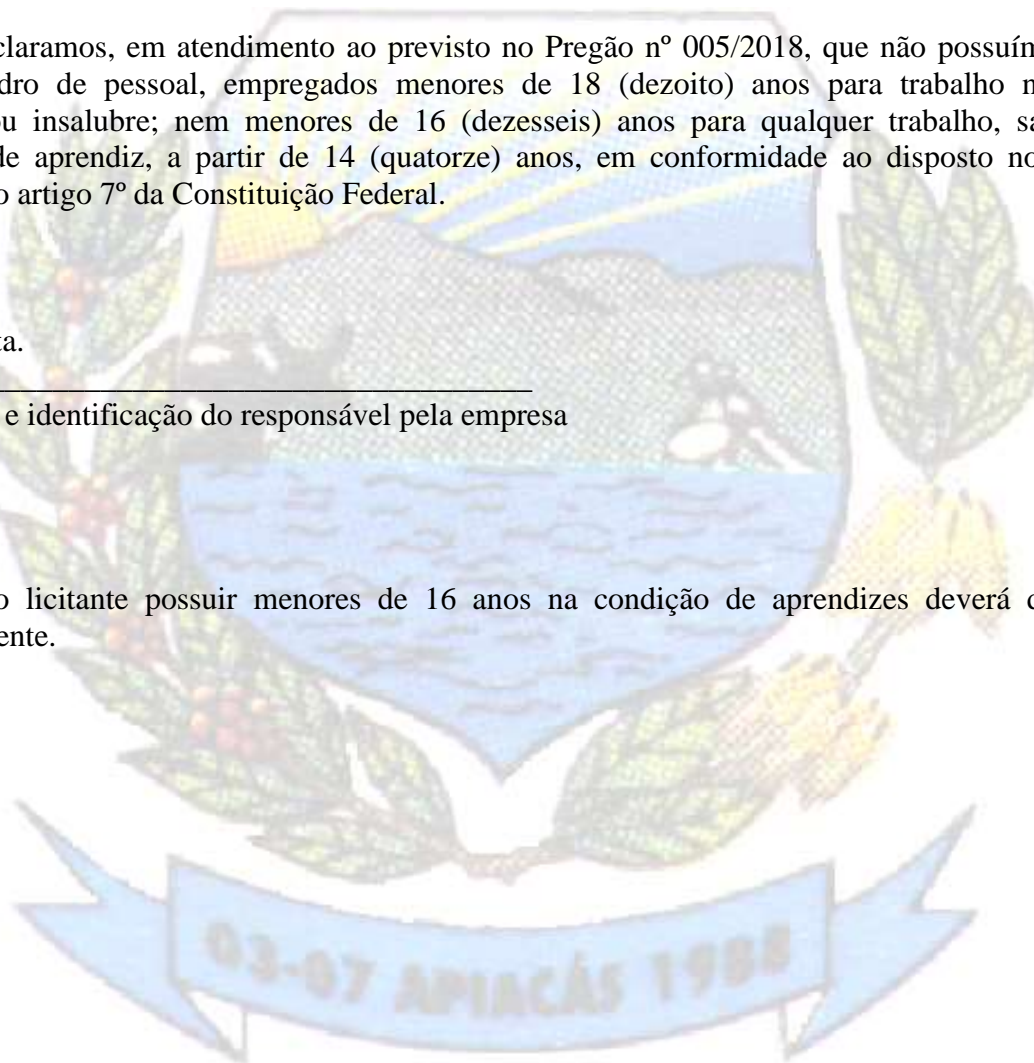 claramos, em atendimento ao previsto no Pregão nº 005/2018, que não possuím
dro de pessoal, empregados menores de 18 (dezoito) anos para trabalho n
ou insalubre; nem menores de 16 (dezesseis) anos para qualquer trabalho, sa
de aprendiz, a partir de 14 (quatorze) anos, em conformidade ao disposto no
o artigo 7º da Constituição Federal.
ta.
e identificação do responsável pela empresa
o licitante possuir menores de 16 anos na condição de aprendizes deverá d
ente.
03-07 APIACÁS 1988